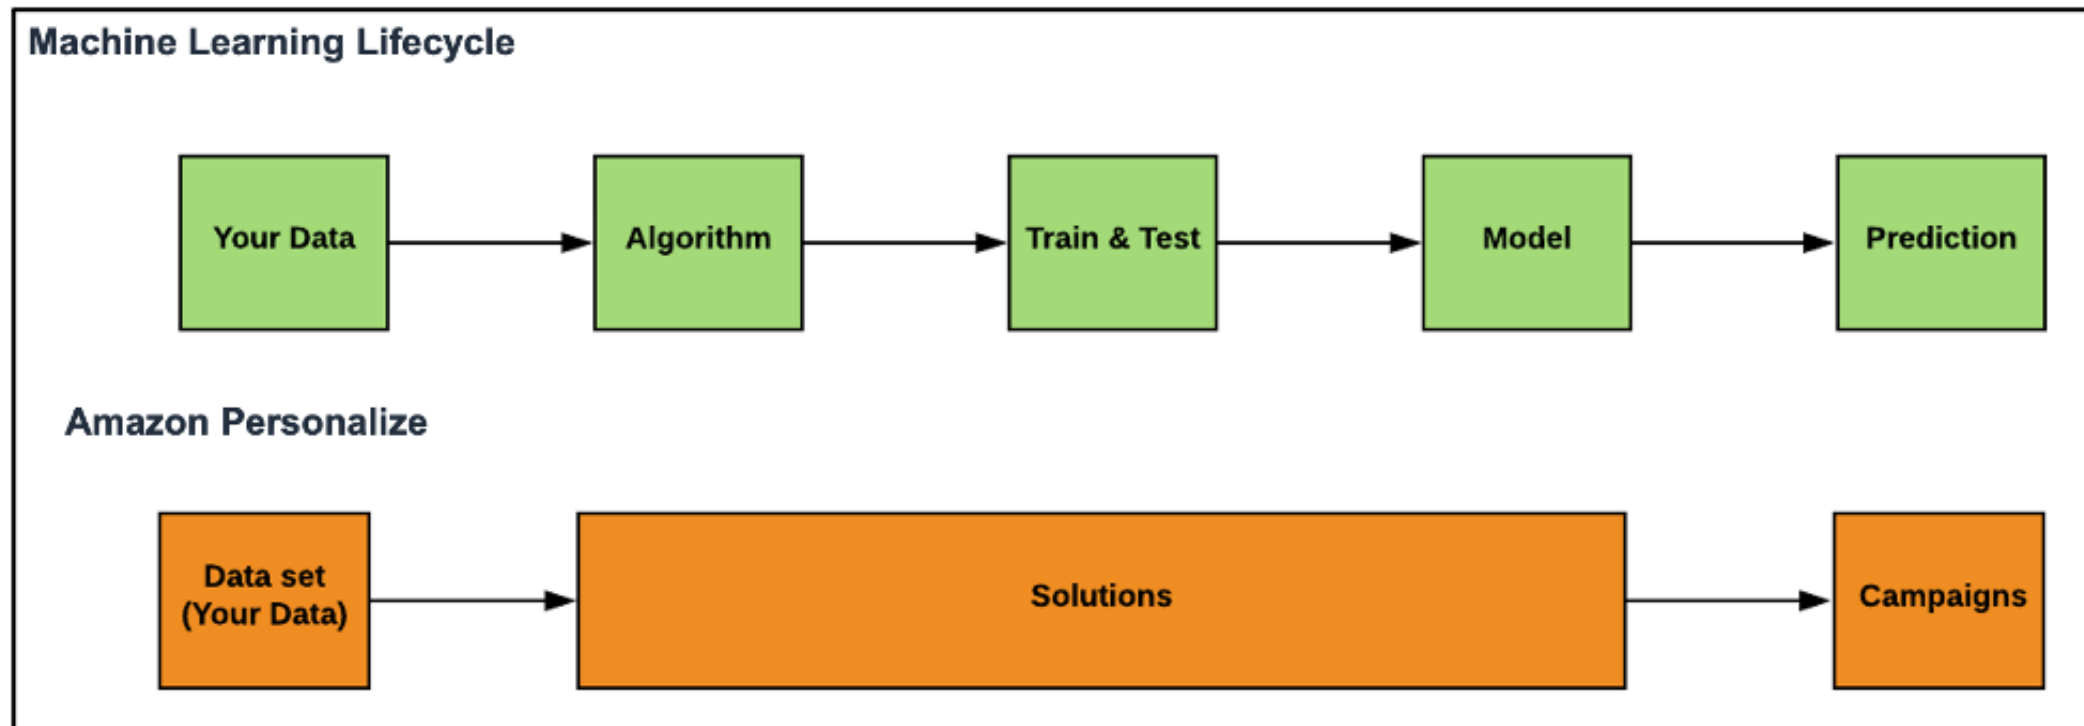 Machine Learning Lifecycle
Your Data
Algorithm
Train & Test
Model
Prediction
Amazon Personalize
Data set
(Your Data)
Solutions
Campaigns